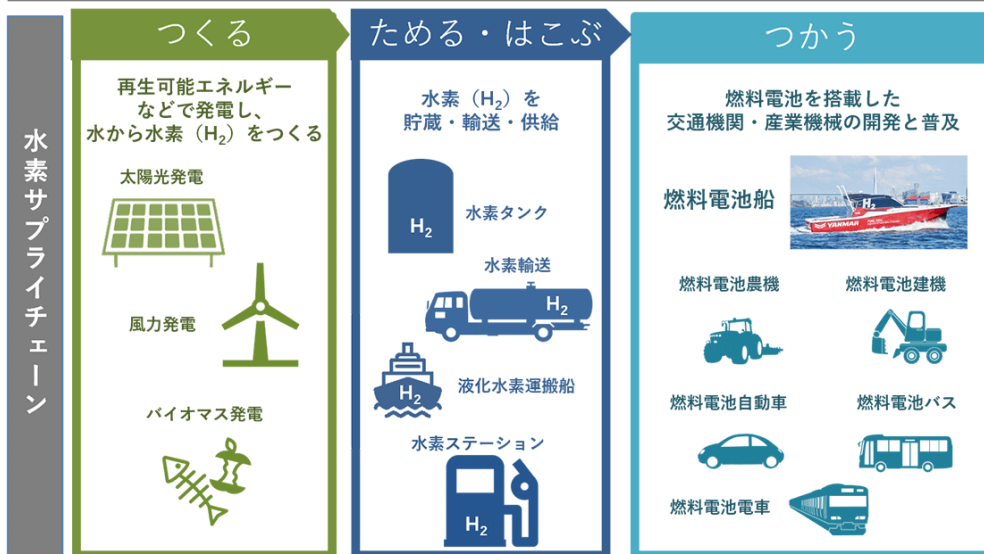 水素サプライチェーン
つくる
再生可能エネルギー
などで発電し、
水から水素（H₂）をつくる
太陽光発電
風力発電
バイオマス発電
ためる・はこぶ
水素（H₂）を
貯蔵・輸送・供給
H₂
水素タンク
水素輸送
H₂
H₂
液化水素運搬船
水素ステーション
H₂
つかう
燃料電池を搭載した
交通機関・産業機械の開発と普及
燃料電池船
H₂
YANMAR
燃料電池農機
燃料電池建機
燃料電池自動車
燃料電池バス
燃料電池電車